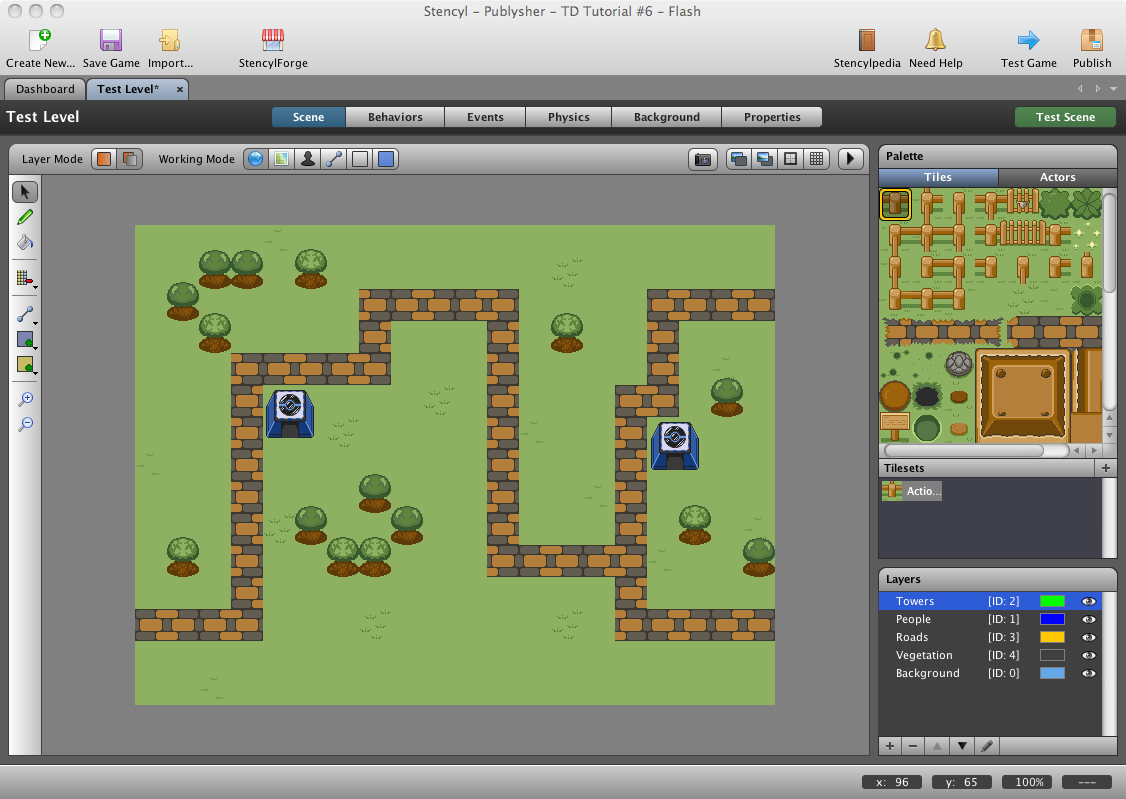 Stencyl – Publysher – TD Tutorial #6 – Flash
Create New... Save Game Import... StencylForge Stencylpedia Need Help Test Game Publish
Dashboard Test Level* ×
Test Level Scene Behaviors Events Physics Background Properties Test Scene
Layer Mode Working Mode
Palette
Tiles Actors
Tilesets +
Actio...
Layers
Towers [ID: 2]
People [ID: 1]
Roads [ID: 3]
Vegetation [ID: 4]
Background [ID: 0]
x: 96 y: 65 100% ---